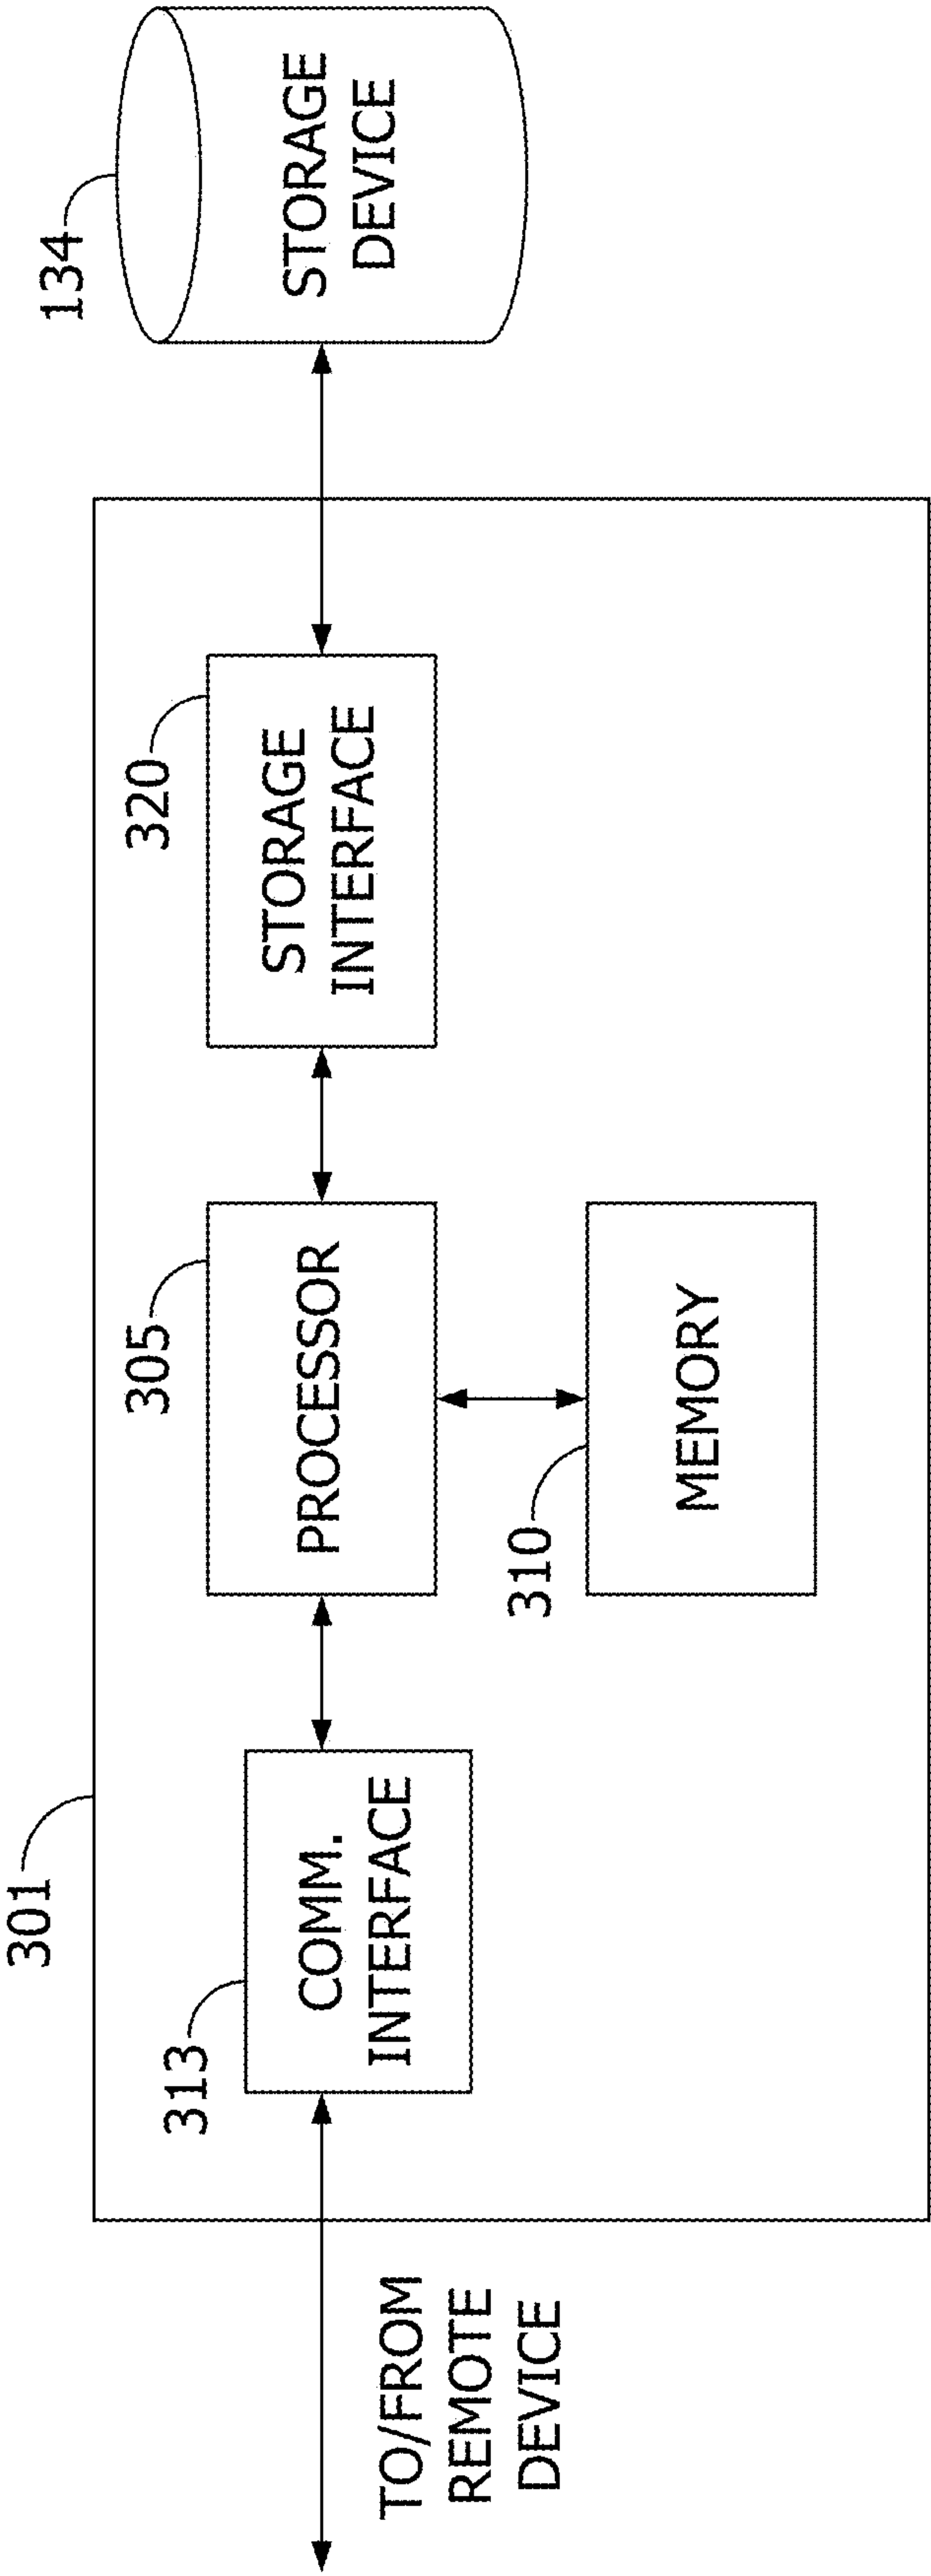 301
313
COMM.
INTERFACE
TO/FROM
REMOTE
DEVICE
305
PROCESSOR
310
MEMORY
320
STORAGE
INTERFACE
134
STORAGE
DEVICE